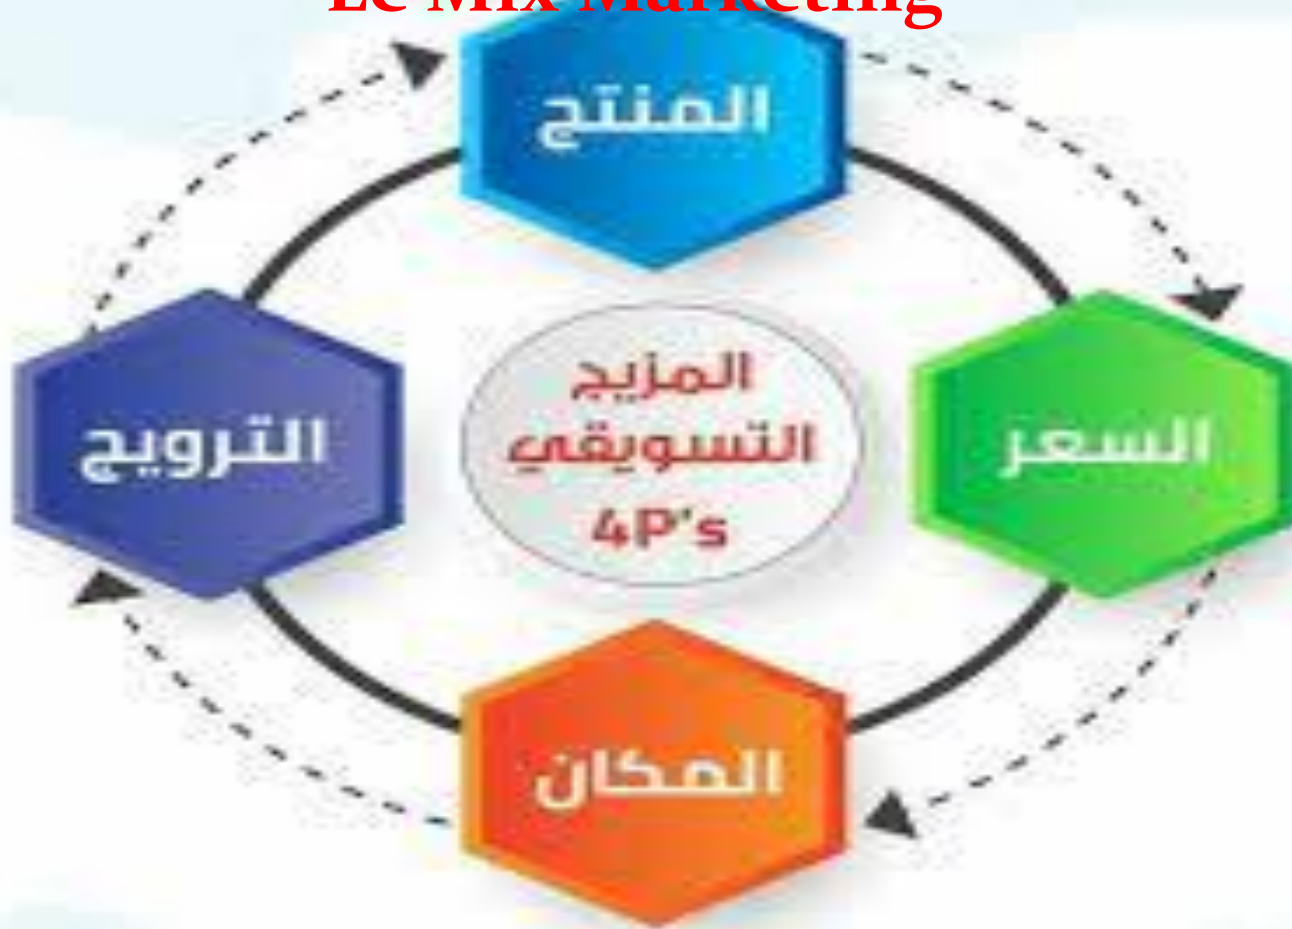 Le Mix Marketing
المنتج
السعر
المكان
الترويج
المزيج
التسويقي
4P's